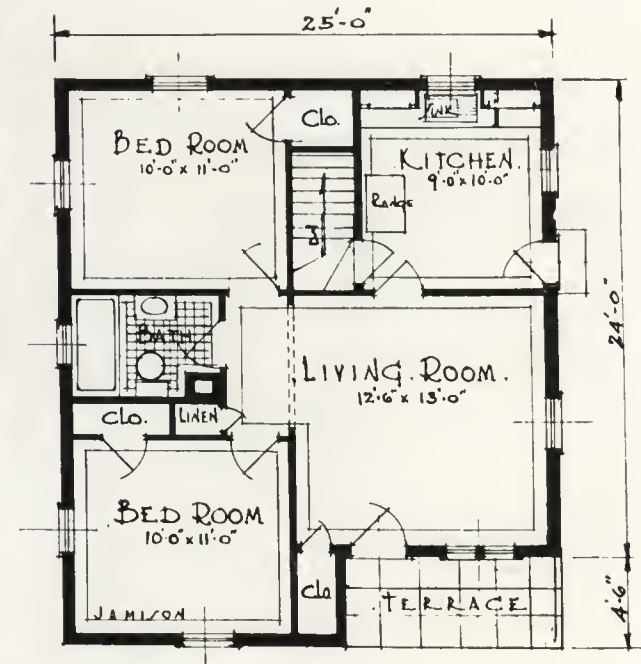 25'-0"
BED ROOM
10'-0" x 11'-0"
Clo.
SINK
KITCHEN.
9'-0" x 10'-0"
RANGE
BATH
LIVING. ROOM.
12'-6" x 13'-0"
24'-0"
Clo.
LINEN
BED ROOM
10'-0" x 11'-0"
Clo
TERRACE
4'-6"
JAMISON